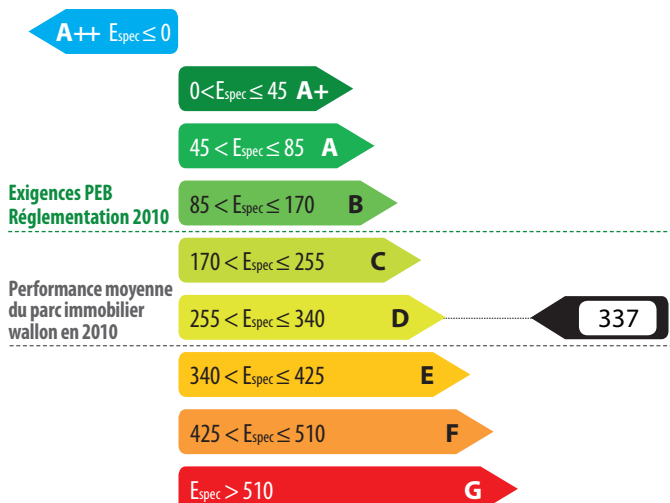 A++ Espec ≤ 0
0<Espec ≤ 45 A+
45 < Espec ≤ 85 A
Exigences PEB
Réglementation 2010
85 < Espec ≤ 170 B
170 < Espec ≤ 255 C
Performance moyenne
du parc immobilier
wallon en 2010
255 < Espec ≤ 340 D
337
340 < Espec ≤ 425 E
425 < Espec ≤ 510 F
Espec > 510 G